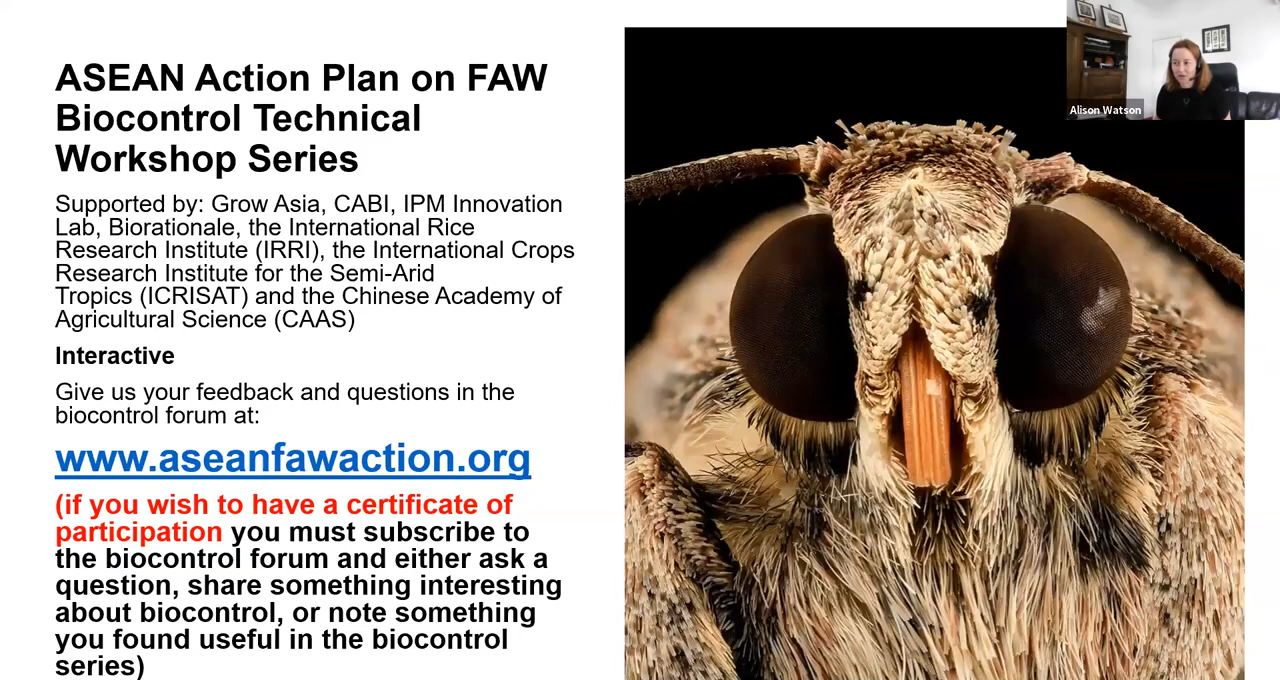 ASEAN Action Plan on FAW
Biocontrol Technical
Workshop Series
Supported by: Grow Asia, CABI, IPM Innovation
Lab, Biorationale, the International Rice
Research Institute (IRRI), the International Crops
Research Institute for the Semi-Arid
Tropics (ICRISAT) and the Chinese Academy of
Agricultural Science (CAAS)
Interactive
Give us your feedback and questions in the
biocontrol forum at:
www.aseanfawaction.org
(if you wish to have a certificate of
participation you must subscribe to
the biocontrol forum and either ask a
question, share something interesting
about biocontrol, or note something
you found useful in the biocontrol
series)
Alison Watson